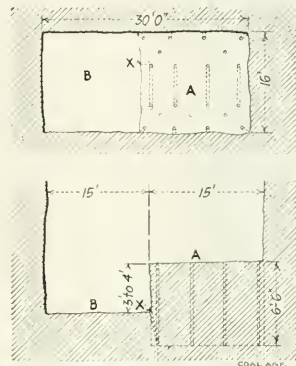 30'0"
B
X
A
16'
15'
15'
A
3 to 4'
B
X
6'-6"
COAL AGE